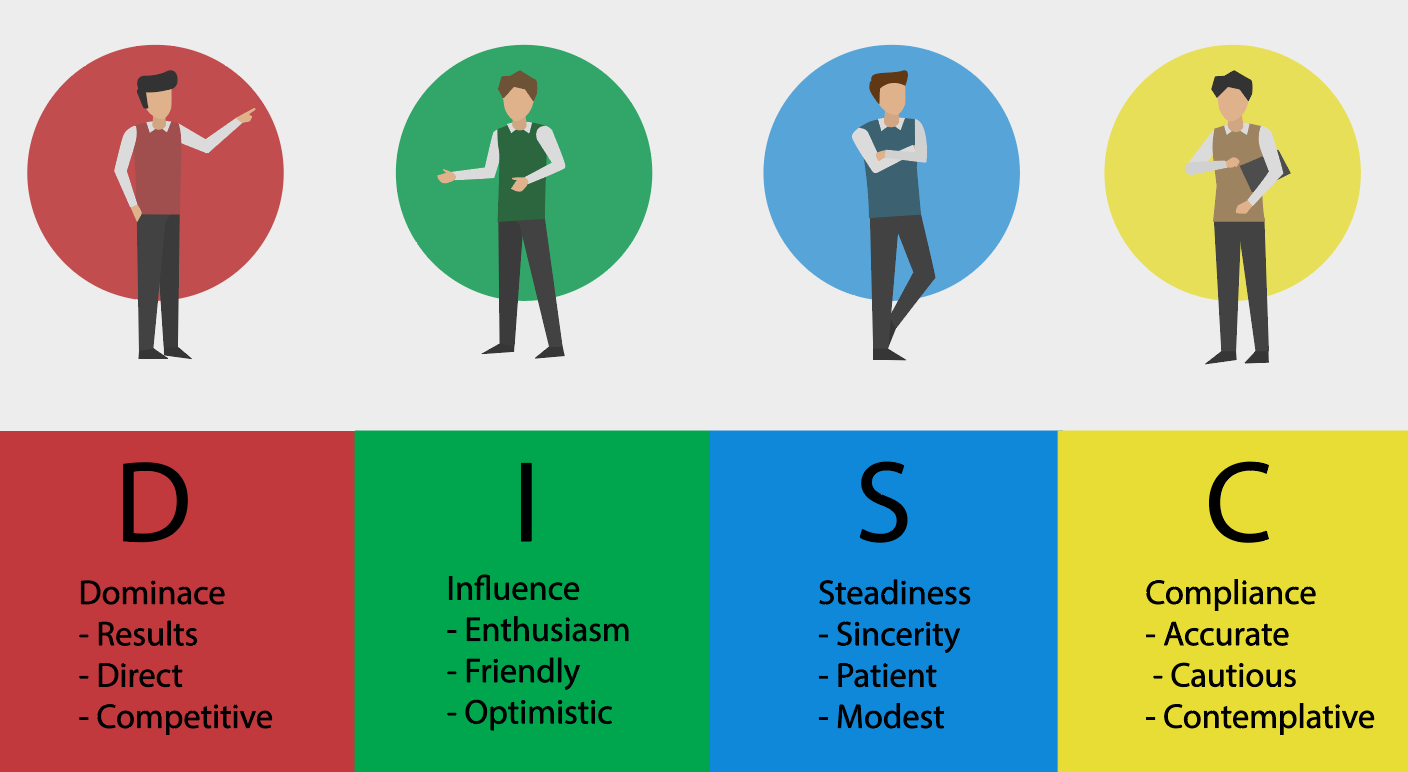 D
Dominace
- Results
- Direct
- Competitive
I
Influence
- Enthusiasm
- Friendly
- Optimistic
S
Steadiness
- Sincerity
- Patient
- Modest
C
Compliance
- Accurate
- Cautious
- Contemplative